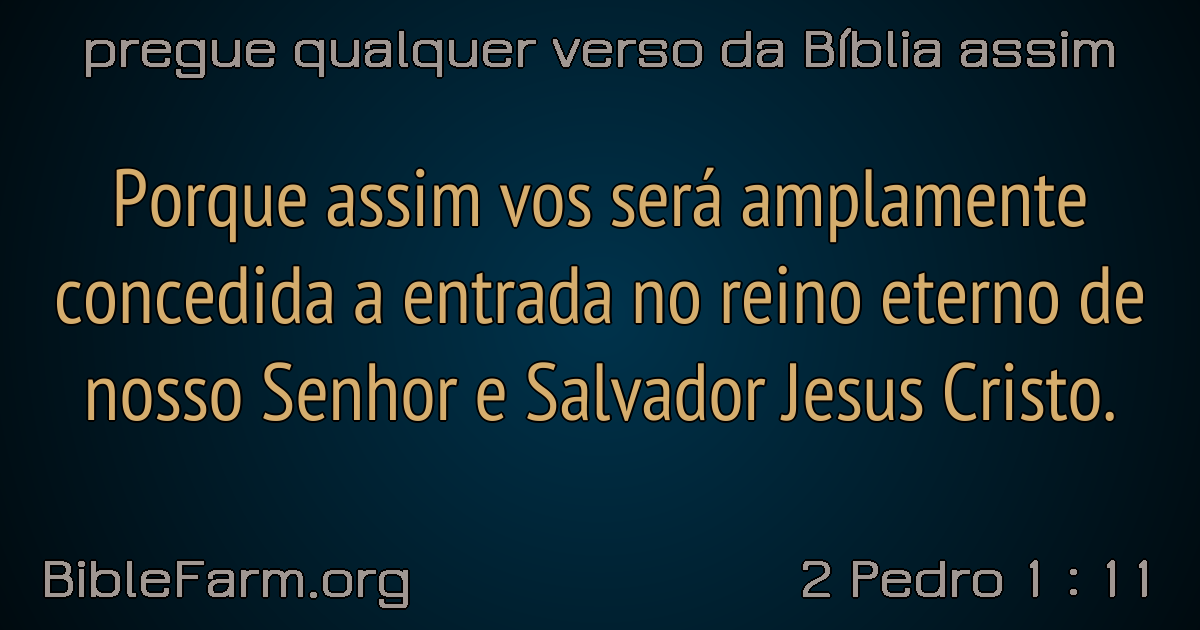 pregue qualquer verso da Bíblia assim
Porque assim vos será amplamente
concedida a entrada no reino eterno de
nosso Senhor e Salvador Jesus Cristo.
BibleFarm.org
2 Pedro 1 : 11